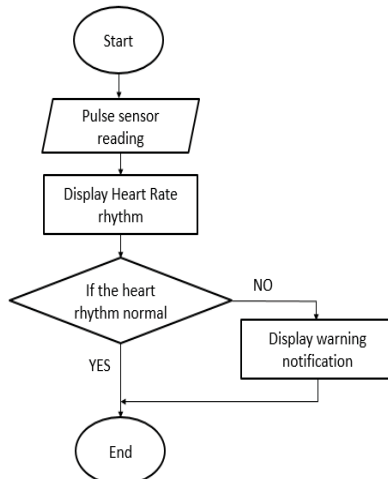 Start
Pulse sensor
reading
Display Heart Rate
rhythm
If the heart
rhythm normal
NO
Display warning
notification
YES
End